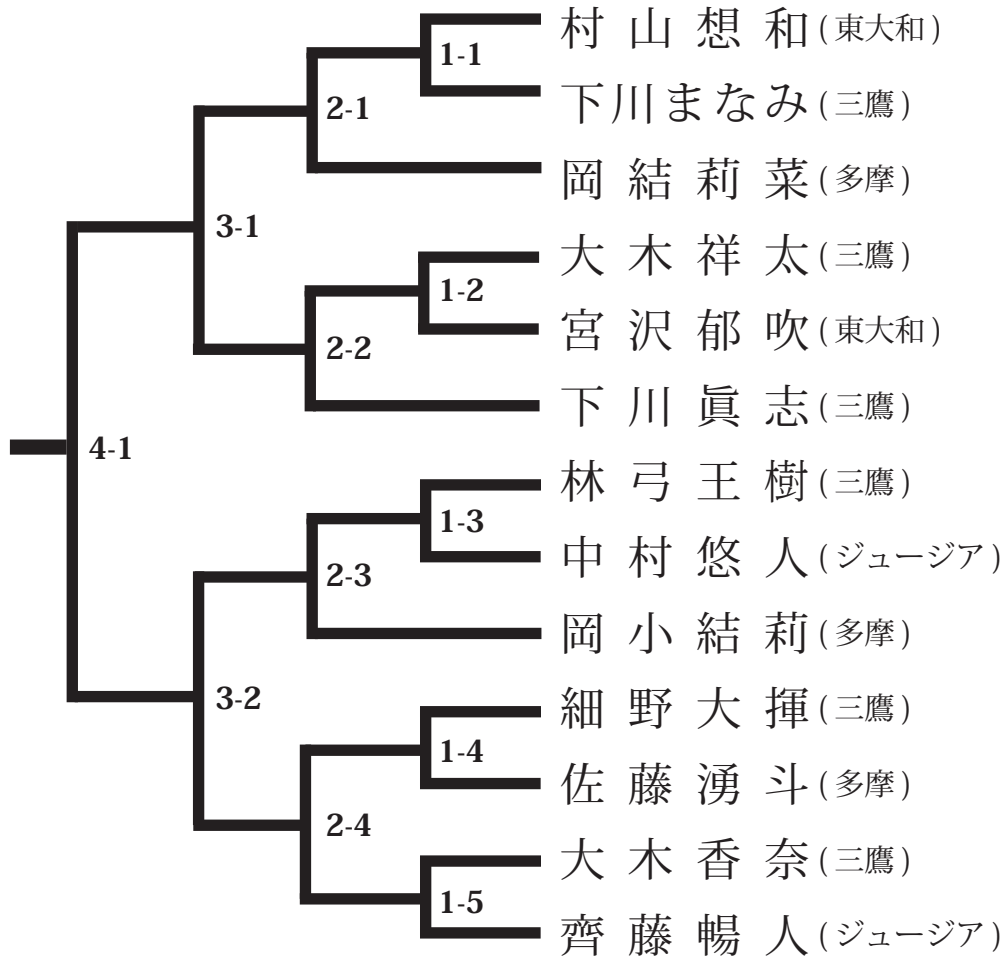 村山想和(東大和)
1-1
下川まなみ(三鷹)
2-1
岡結莉菜(多摩)
3-1
大木祥太(三鷹)
1-2
宮沢郁吹(東大和)
2-2
下川眞志(三鷹)
4-1
林弓王樹(三鷹)
1-3
中村悠人(ジュージア)
2-3
岡小結莉(多摩)
3-2
細野大揮(三鷹)
1-4
佐藤湧斗(多摩)
2-4
大木香奈(三鷹)
1-5
齊藤暢人(ジュージア)